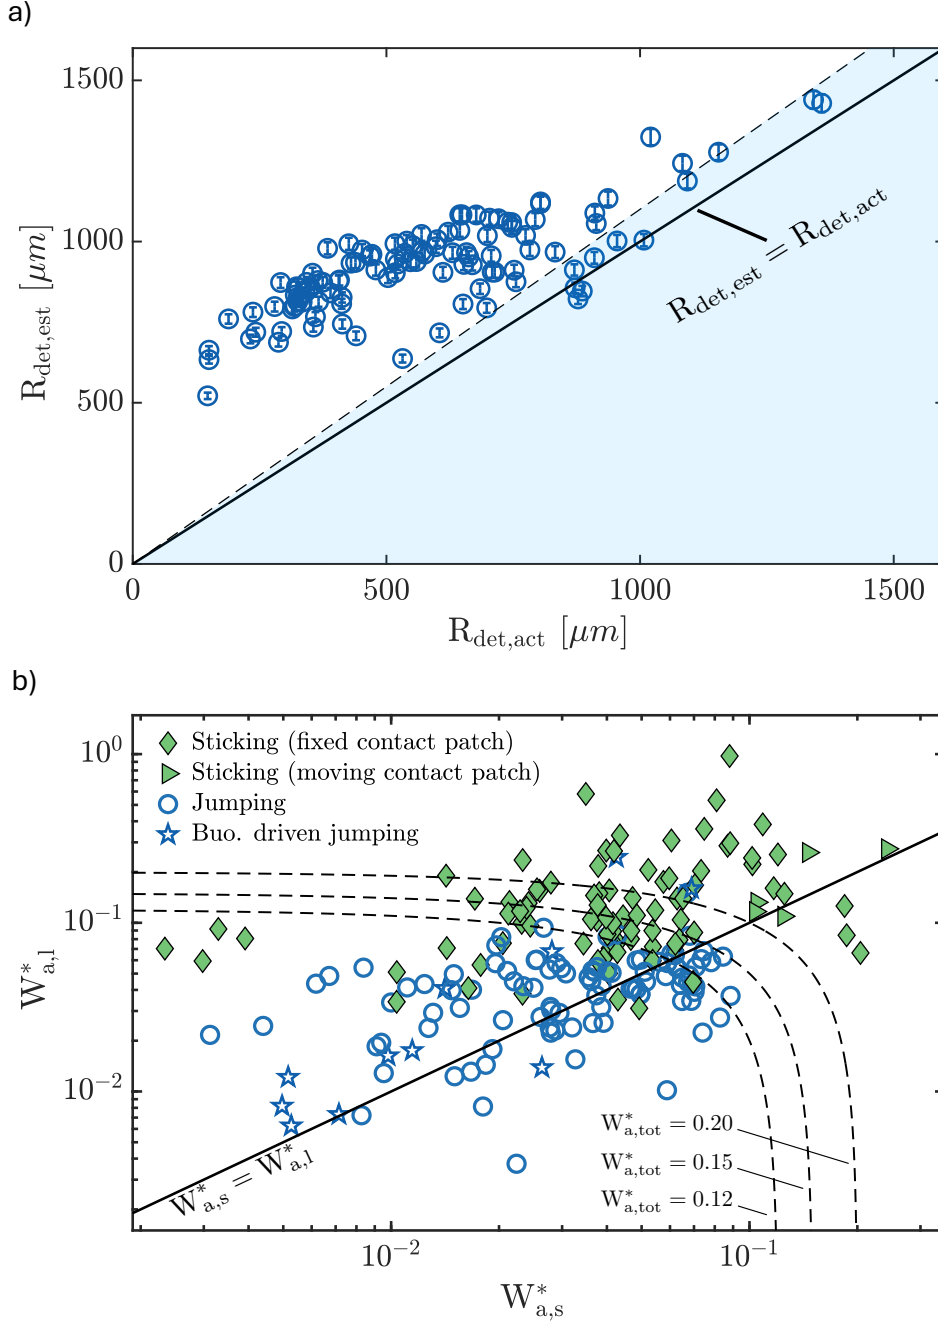 a)
1500
1000
500
0
R_det,est [μm]
R_det,est = R_det,act
0
500
1000
1500
R_det,act [μm]
b)
10^0
10^-1
10^-2
W*_a,l
Sticking (fixed contact patch)
Sticking (moving contact patch)
Jumping
Buo. driven jumping
W*_a,s = W*_a,l
W*_a,tot = 0.20
W*_a,tot = 0.15
W*_a,tot = 0.12
10^-2
10^-1
W*_a,s